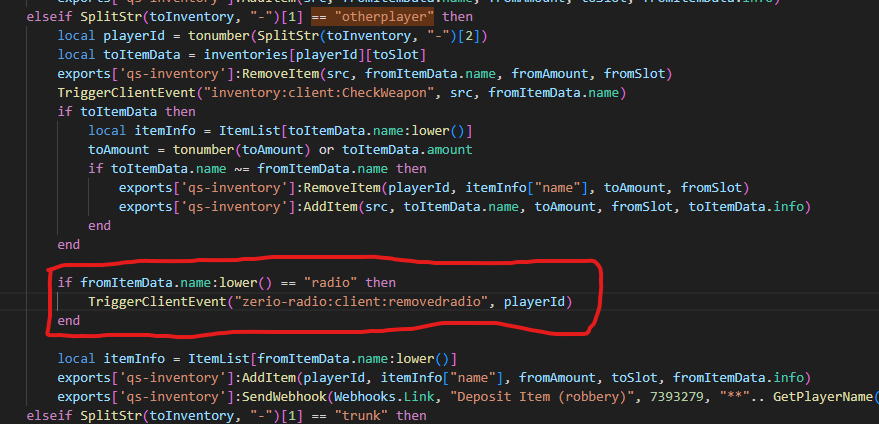 exports['qs-inventory']:AddItem(src, fromItemData.name, fromAmount, toSlot, fromItemData.info)
elseif SplitStr(toInventory, "-")[1] == "otherplayer" then
local playerId = tonumber(SplitStr(toInventory, "-")[2])
local toItemData = inventories[playerId][toSlot]
exports['qs-inventory']:RemoveItem(src, fromItemData.name, fromAmount, fromSlot)
TriggerClientEvent("inventory:client:CheckWeapon", src, fromItemData.name)
if toItemData then
local itemInfo = ItemList[toItemData.name:lower()]
toAmount = tonumber(toAmount) or toItemData.amount
if toItemData.name ~= fromItemData.name then
exports['qs-inventory']:RemoveItem(playerId, itemInfo["name"], toAmount, fromSlot)
exports['qs-inventory']:AddItem(src, toItemData.name, toAmount, fromSlot, toItemData.info)
end
end
if fromItemData.name:lower() == "radio" then
TriggerClientEvent("zerio-radio:client:removedradio", playerId)
end
local itemInfo = ItemList[fromItemData.name:lower()]
exports['qs-inventory']:AddItem(playerId, itemInfo["name"], fromAmount, toSlot, fromItemData.info)
exports['qs-inventory']:SendWebhook(Webhooks.Link, "Deposit Item (robbery)", 7393279, "**".. GetPlayerName(
elseif SplitStr(toInventory, "-")[1] == "trunk" then